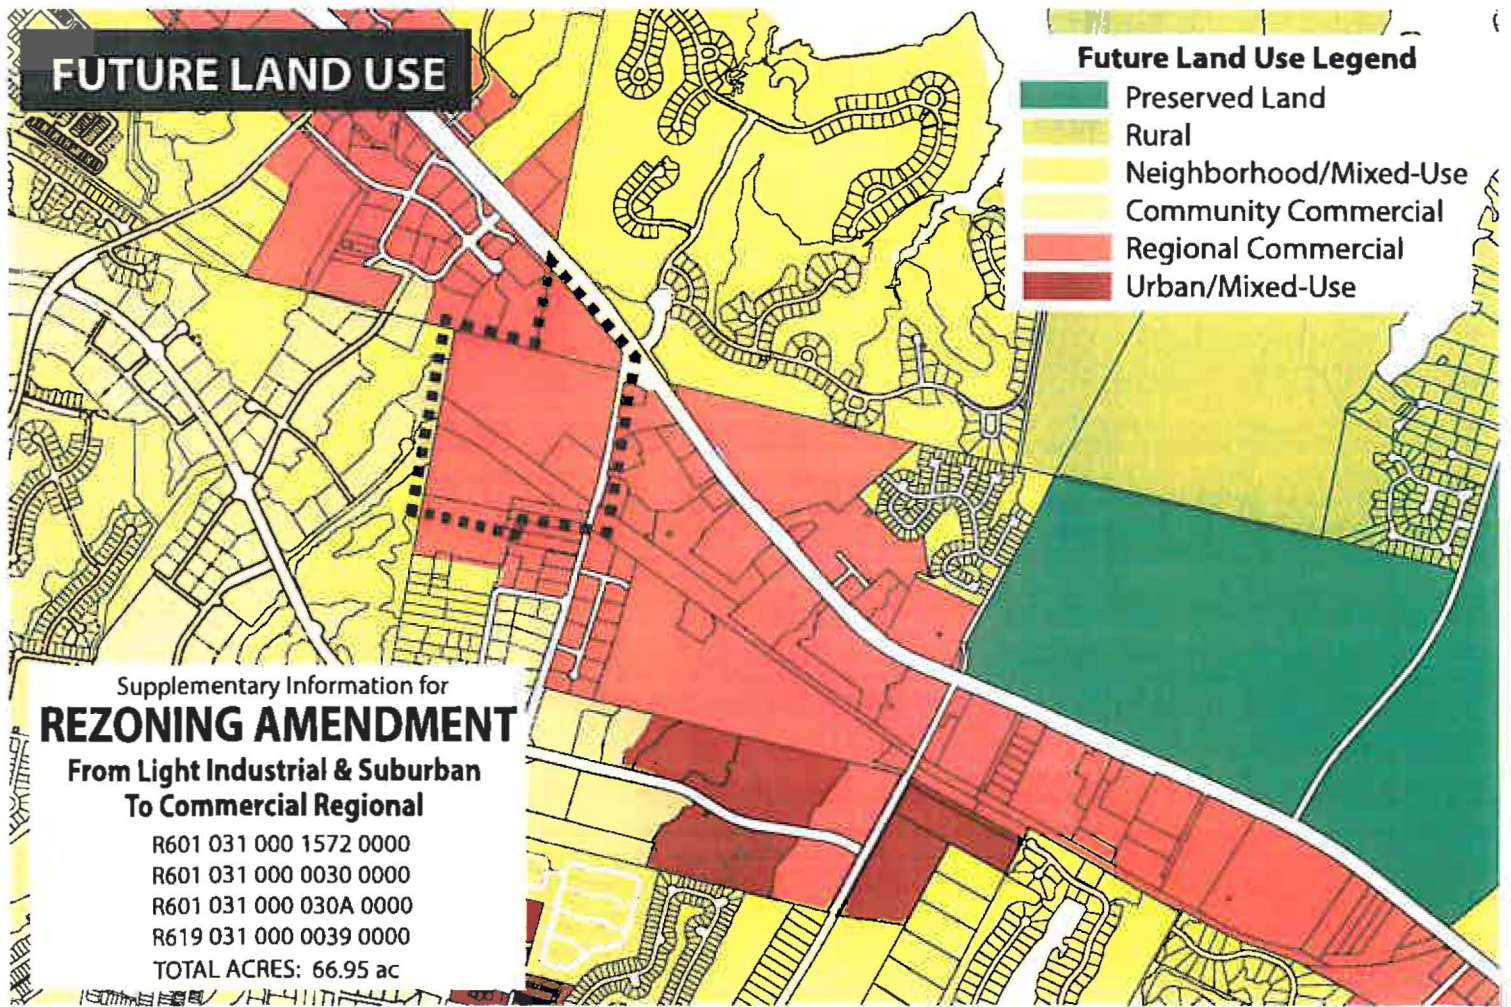 FUTURE LAND USE
Future Land Use Legend
Preserved Land
Rural
Neighborhood/Mixed-Use
Community Commercial
Regional Commercial
Urban/Mixed-Use
Supplementary Information for
REZONING AMENDMENT
From Light Industrial & Suburban
To Commercial Regional
R601 031 000 1572 0000
R601 031 000 0030 0000
R601 031 000 030A 0000
R619 031 000 0039 0000
TOTAL ACRES: 66.95 ac